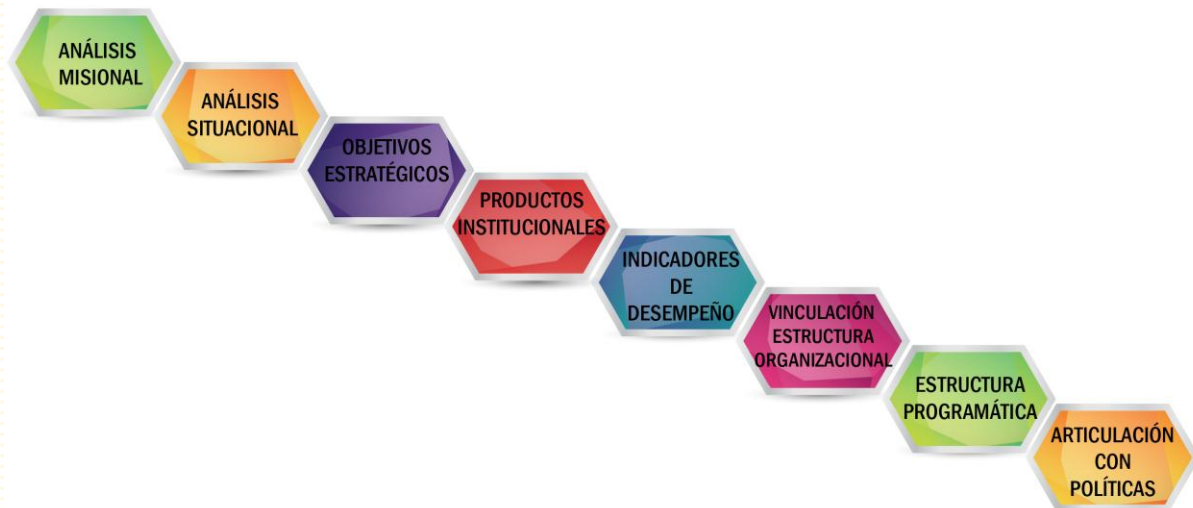 ANÁLISIS
MISIONAL
ANÁLISIS
SITUACIONAL
OBJETIVOS
ESTRATÉGICOS
PRODUCTOS
INSTITUCIONALES
INDICADORES
DE
DESEMPEÑO
VINCULACIÓN
ESTRUCTURA
ORGANIZACIONAL
ESTRUCTURA
PROGRAMÁTICA
ARTICULACIÓN
CON
POLÍTICAS